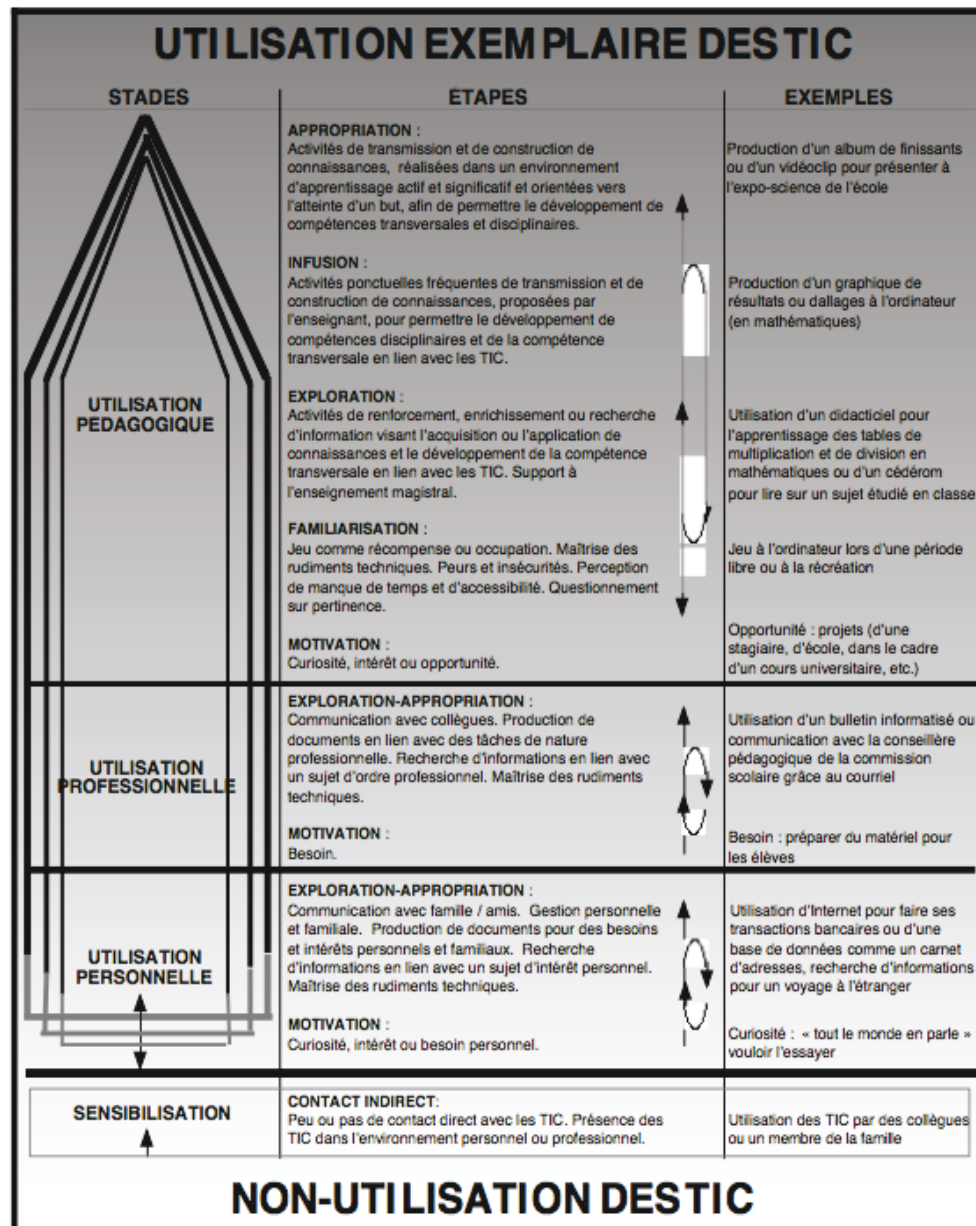 UTILISATION EXEMPLAIRE DES TIC
STADES
ÉTAPES
EXEMPLES
APPROPRIATION :
Activités de transmission et de construction de
connaissances, réalisées dans un environnement
d'apprentissage actif et significatif et orientées vers
l'atteinte d'un but, afin de permettre le développement de
compétences transversales et disciplinaires.
Production d'un album de finissants
ou d'un vidéoclip pour présenter à
l'expo-science de l'école
INFUSION :
Activités ponctuelles fréquentes de transmission et de
construction de connaissances, proposées par
l'enseignant, pour permettre le développement de
compétences disciplinaires et de la compétence
transversale en lien avec les TIC.
Production d'un graphique de
résultats ou dallages à l'ordinateur
(en mathématiques)
UTILISATION
PEDAGOGIQUE
EXPLORATION :
Activités de renforcement, enrichissement ou recherche
d'information visant l'acquisition ou l'application de
connaissances et le développement de la compétence
transversale en lien avec les TIC. Support à
l'enseignement magistral.
Utilisation d'un didacticiel pour
l'apprentissage des tables de
multiplication et de division en
mathématiques ou d'un cédérom
pour lire sur un sujet étudié en classe
FAMILIARISATION :
Jeu comme récompense ou occupation. Maîtrise des
rudiments techniques. Peurs et insécurités. Perception
de manque de temps et d'accessibilité. Questionnement
sur pertinence.
Jeu à l'ordinateur lors d'une période
libre ou à la récréation
MOTIVATION :
Curiosité, intérêt ou opportunité.
Opportunité : projets (d'une
stagiaire, d'école, dans le cadre
d'un cours universitaire, etc.)
UTILISATION
PROFESSIONNELLE
EXPLORATION-APPROPRIATION :
Communication avec collègues. Production de
documents en lien avec des tâches de nature
professionnelle. Recherche d'informations en lien avec
un sujet d'ordre professionnel. Maîtrise des rudiments
techniques.
Utilisation d'un bulletin informatisé ou
communication avec la conseillère
pédagogique de la commission
scolaire grâce au courriel
MOTIVATION :
Besoin.
Besoin : préparer du matériel pour
les élèves
UTILISATION
PERSONNELLE
EXPLORATION-APPROPRIATION :
Communication avec famille / amis. Gestion personnelle
et familiale. Production de documents pour des besoins
et intérêts personnels et familiaux. Recherche
d'informations en lien avec un sujet d'intérêt personnel.
Maîtrise des rudiments techniques.
Utilisation d'Internet pour faire ses
transactions bancaires ou d'une
base de données comme un carnet
d'adresses, recherche d'informations
pour un voyage à l'étranger
MOTIVATION :
Curiosité, intérêt ou besoin personnel.
Curiosité : « tout le monde en parle »
vouloir l'essayer
SENSIBILISATION
CONTACT INDIRECT:
Peu ou pas de contact direct avec les TIC. Présence des
TIC dans l'environnement personnel ou professionnel.
Utilisation des TIC par des collègues
ou un membre de la famille
NON-UTILISATION DES TIC